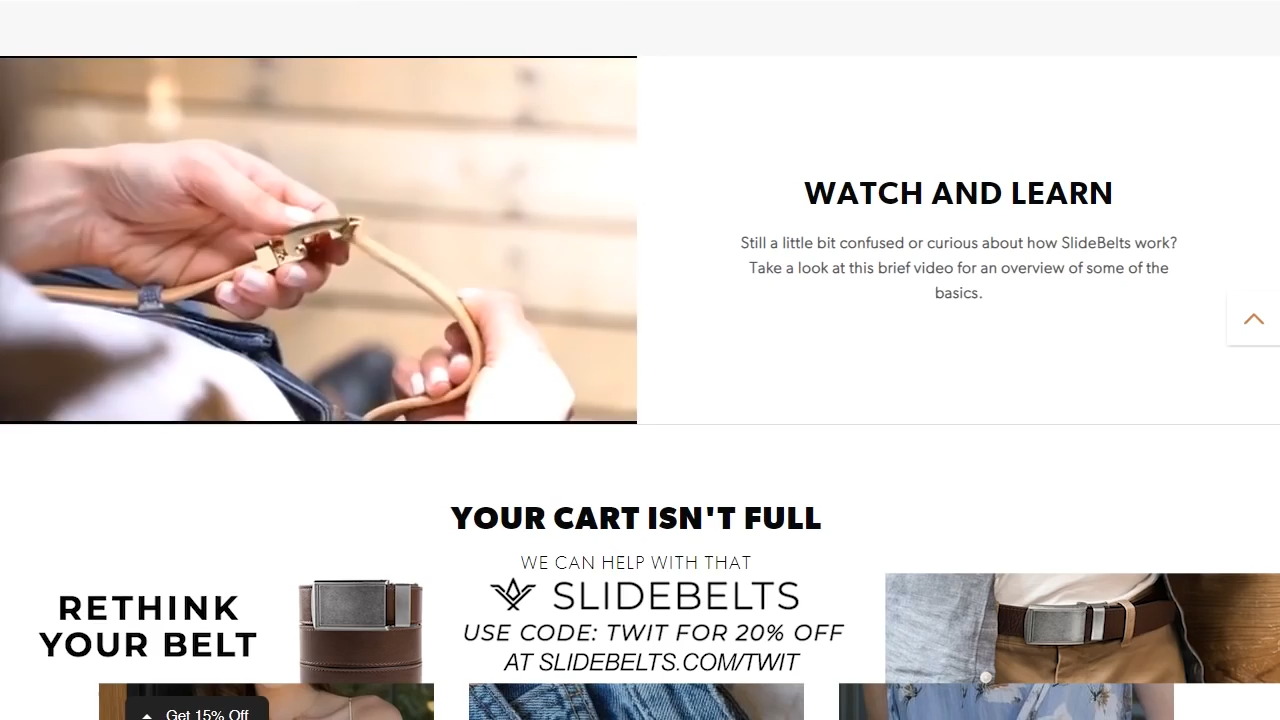 WATCH AND LEARN
Still a little bit confused or curious about how SlideBelts work?
Take a look at this brief video for an overview of some of the
basics.
YOUR CART ISN'T FULL
WE CAN HELP WITH THAT
SLIDEBELTS
RETHINK
YOUR BELT
USE CODE: TWIT FOR 20% OFF
AT SLIDEBELTS.COM/TWIT
Get 15% Off